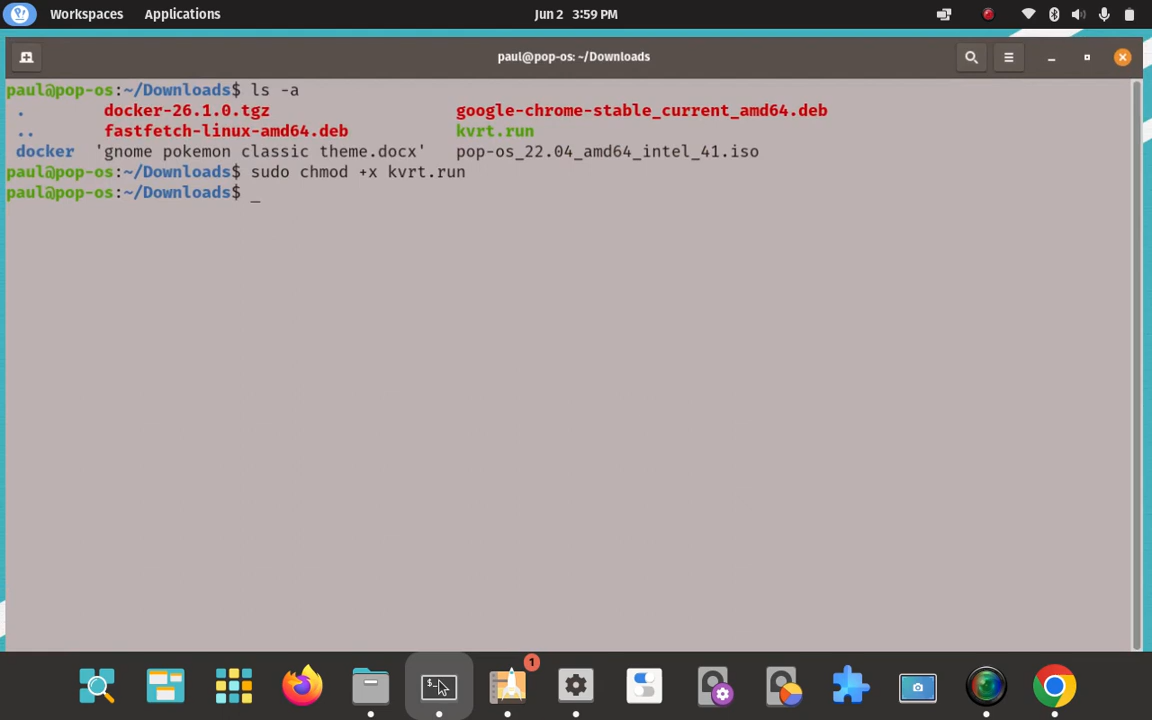 Workspaces Applications Jun 2 3:59 PM
paul@pop-os: ~/Downloads
paul@pop-os:~/Downloads$ ls -a
. docker-26.1.0.tgz google-chrome-stable_current_amd64.deb
.. fastfetch-linux-amd64.deb kvrt.run
docker 'gnome pokemon classic theme.docx' pop-os_22.04_amd64_intel_41.iso
paul@pop-os:~/Downloads$ sudo chmod +x kvrt.run
paul@pop-os:~/Downloads$ _
1
$_